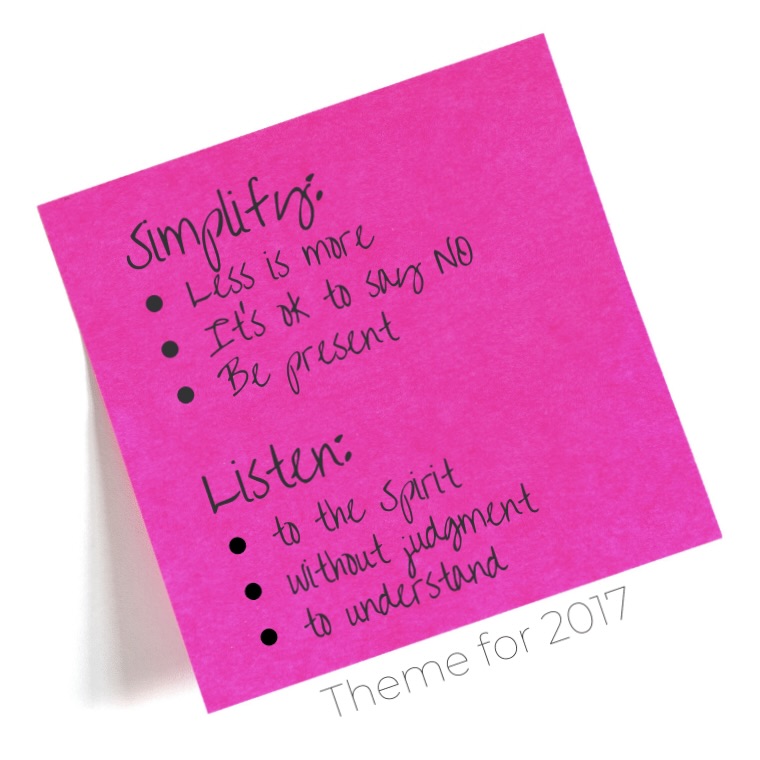 Simplify:
• Less is more
• It's ok to say NO
• Be present
Listen:
• to the Spirit
• without judgment
• to understand
Theme for 2017